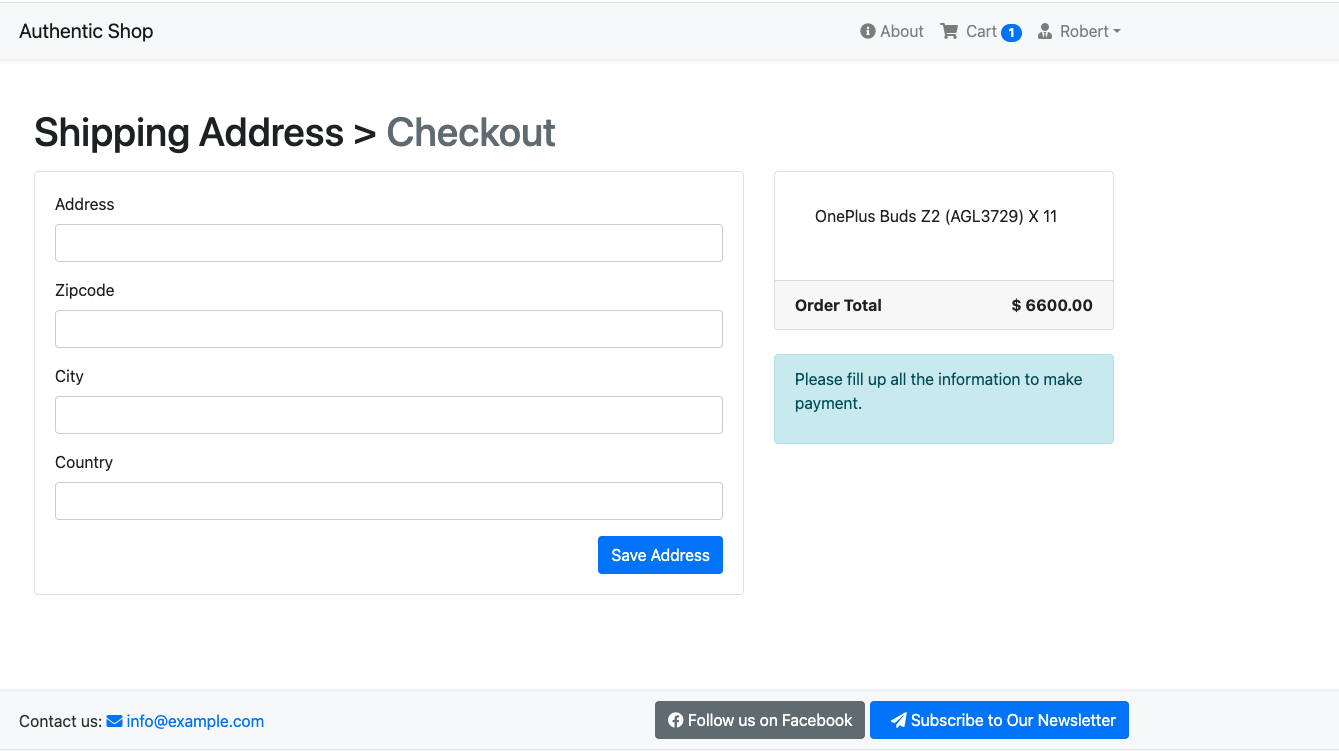 Authentic Shop
About
Cart 1
Robert
Shipping Address > Checkout
Address
Zipcode
City
Country
Save Address
OnePlus Buds Z2 (AGL3729) X 11
Order Total $ 6600.00
Please fill up all the information to make
payment.
Contact us: info@example.com
Follow us on Facebook
Subscribe to Our Newsletter